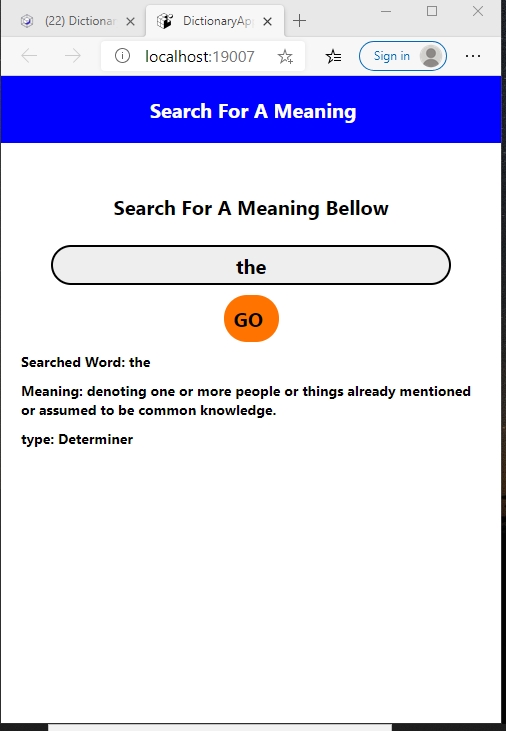 (22) Dictionar
DictionaryApp
localhost:19007
Sign in
Search For A Meaning
Search For A Meaning Bellow
the
GO
Searched Word: the
Meaning: denoting one or more people or things already mentioned
or assumed to be common knowledge.
type: Determiner